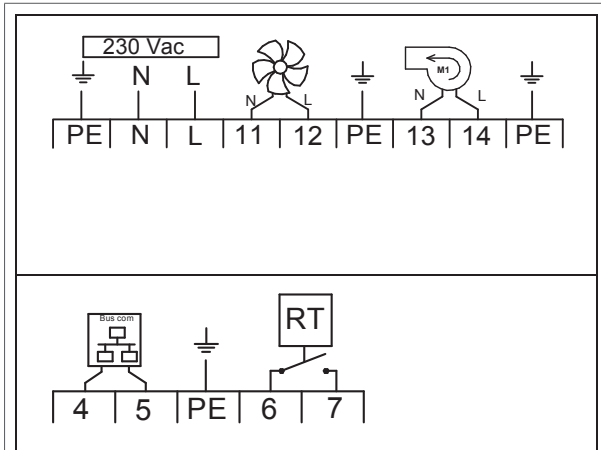 230 Vac
N L
M1
N L N L
PE N L 11 12 PE 13 14 PE
Bus com
RT
4 5 PE 6 7